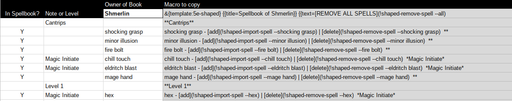 Owner of Book
In Spellbook? Note or Level Shmerlin Macro to copy
&{template:5e-shaped} {{title=Spellbook of Shmerlin}} {{text=[REMOVE ALL SPELLS](!shaped-remove-spell --all)
Cantrips **Cantrips**
Y shocking grasp shocking grasp - [add](!shaped-import-spell --shocking grasp) | [delete](!shaped-remove-spell --shocking grasp) **
Y minor illusion minor illusion - [add](!shaped-import-spell --minor illusion) | [delete](!shaped-remove-spell --minor illusion) **
Y fire bolt fire bolt - [add](!shaped-import-spell --fire bolt) | [delete](!shaped-remove-spell --fire bolt) **
Y Magic Initiate chill touch chill touch - [add](!shaped-import-spell --chill touch) | [delete](!shaped-remove-spell --chill touch) *Magic Initiate*
Y Magic Initiate eldritch blast eldritch blast - [add](!shaped-import-spell --eldritch blast) | [delete](!shaped-remove-spell --eldritch blast) *Magic Initiate*
Y mage hand mage hand - [add](!shaped-import-spell --mage hand) | [delete](!shaped-remove-spell --mage hand) **
Level 1 **Level 1**
Y Magic Initiate hex hex - [add](!shaped-import-spell --hex) | [delete](!shaped-remove-spell --hex) *Magic Initiate*